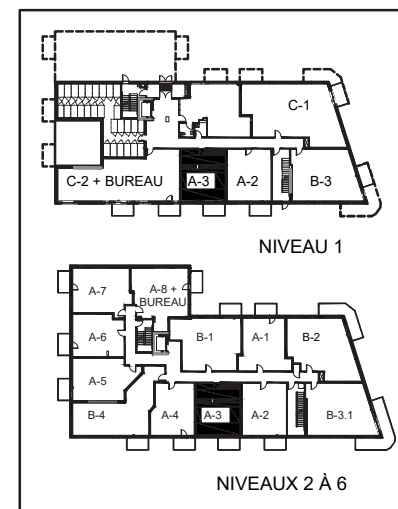 C-1
C-2 + BUREAU
A-3
A-2
B-3
NIVEAU 1
A-7
A-8 +
BUREAU
A-6
B-1
A-1
B-2
A-5
B-4
A-4
A-3
A-2
B-3.1
NIVEAUX 2 À 6